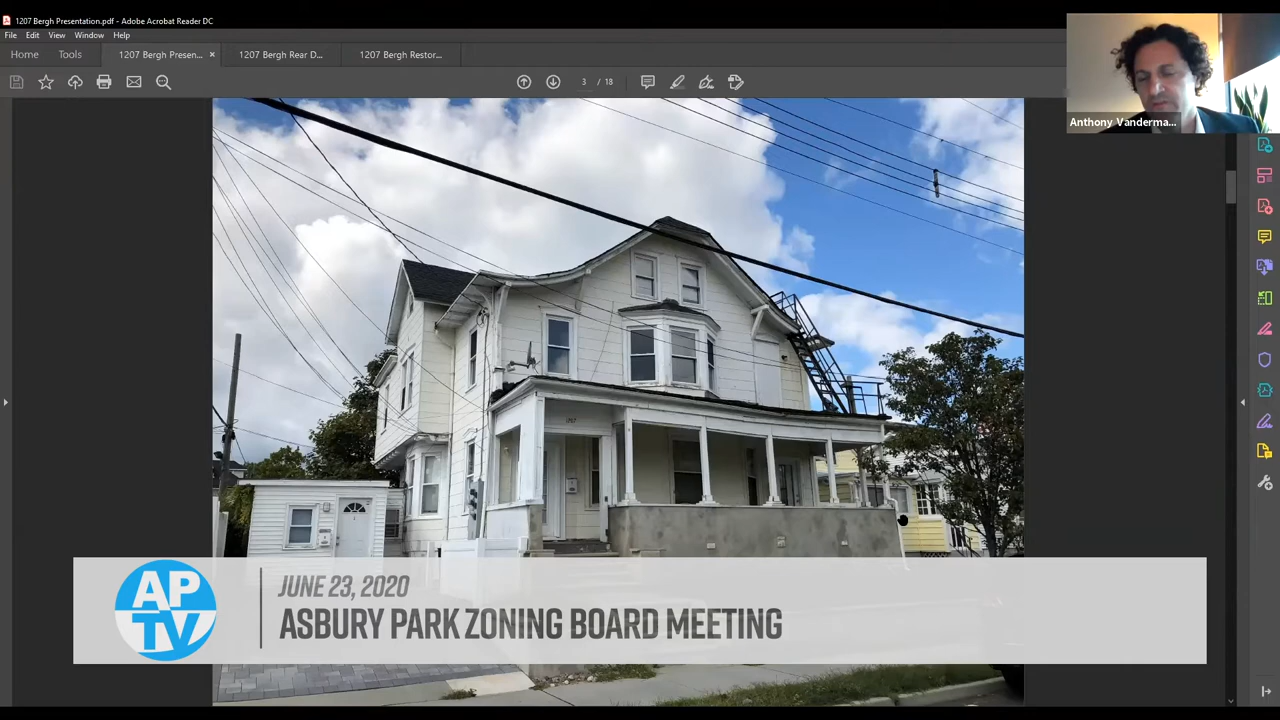 1207 Bergh Presentation.pdf - Adobe Acrobat Reader DC
File Edit View Window Help
Home Tools 1207 Bergh Presen... × 1207 Bergh Rear D... 1207 Bergh Restor...
3 / 18
Anthony Vanderma...
1207
AP
TV
JUNE 23, 2020
ASBURY PARK ZONING BOARD MEETING